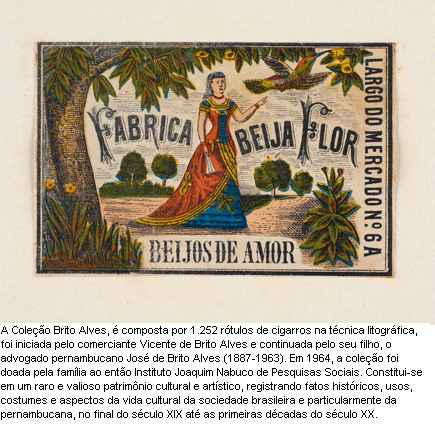 FABRICA BEIJA FLOR
LARGO DO MERCADO Nº. 6 A
BEIJOS DE AMOR
A Coleção Brito Alves, é composta por 1.252 rótulos de cigarros na técnica litográfica,
foi iniciada pelo comerciante Vicente de Brito Alves e continuada pelo seu filho, o
advogado pernambucano José de Brito Alves (1887-1963). Em 1964, a coleção foi
doada pela família ao então Instituto Joaquim Nabuco de Pesquisas Sociais. Constitui-se
em um raro e valioso patrimônio cultural e artístico, registrando fatos históricos, usos,
costumes e aspectos da vida cultural da sociedade brasileira e particularmente da
pernambucana, no final do século XIX até as primeiras décadas do século XX.